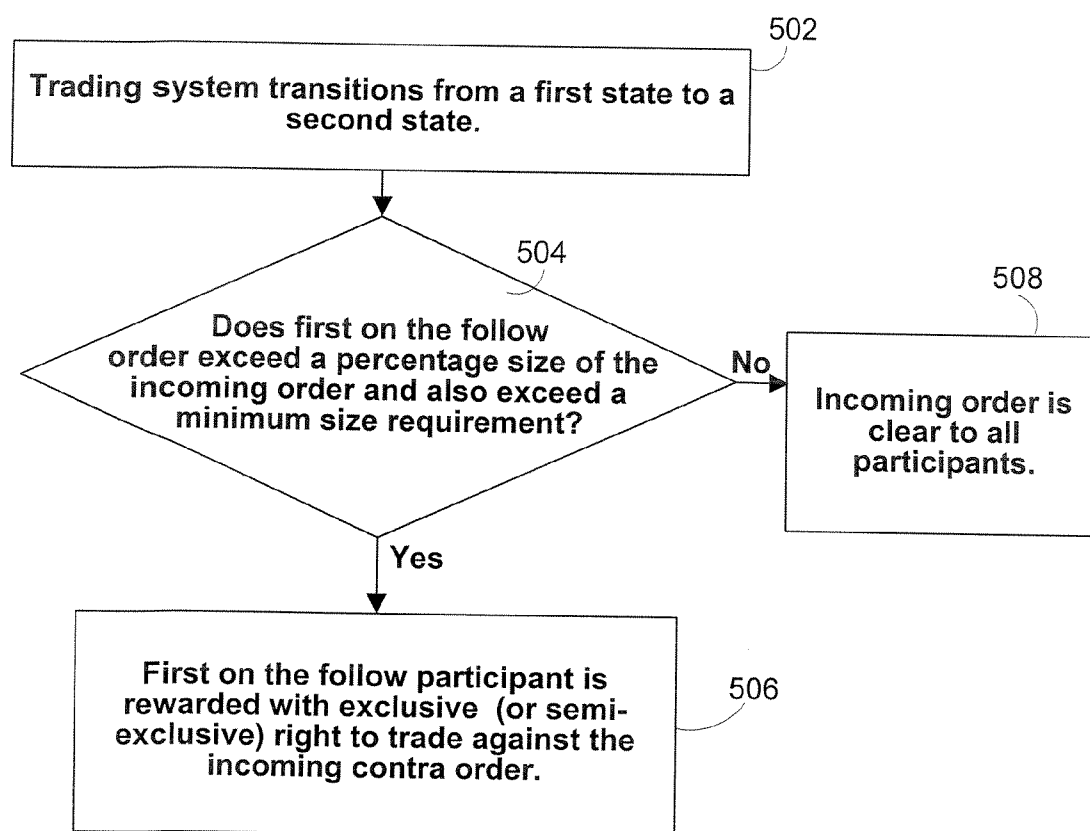 502
Trading system transitions from a first state to a
second state.
504
Does first on the follow
order exceed a percentage size of the
incoming order and also exceed a
minimum size requirement?
No
508
Incoming order is
clear to all
participants.
Yes
First on the follow participant is
rewarded with exclusive (or semi-
exclusive) right to trade against the
incoming contra order.
506